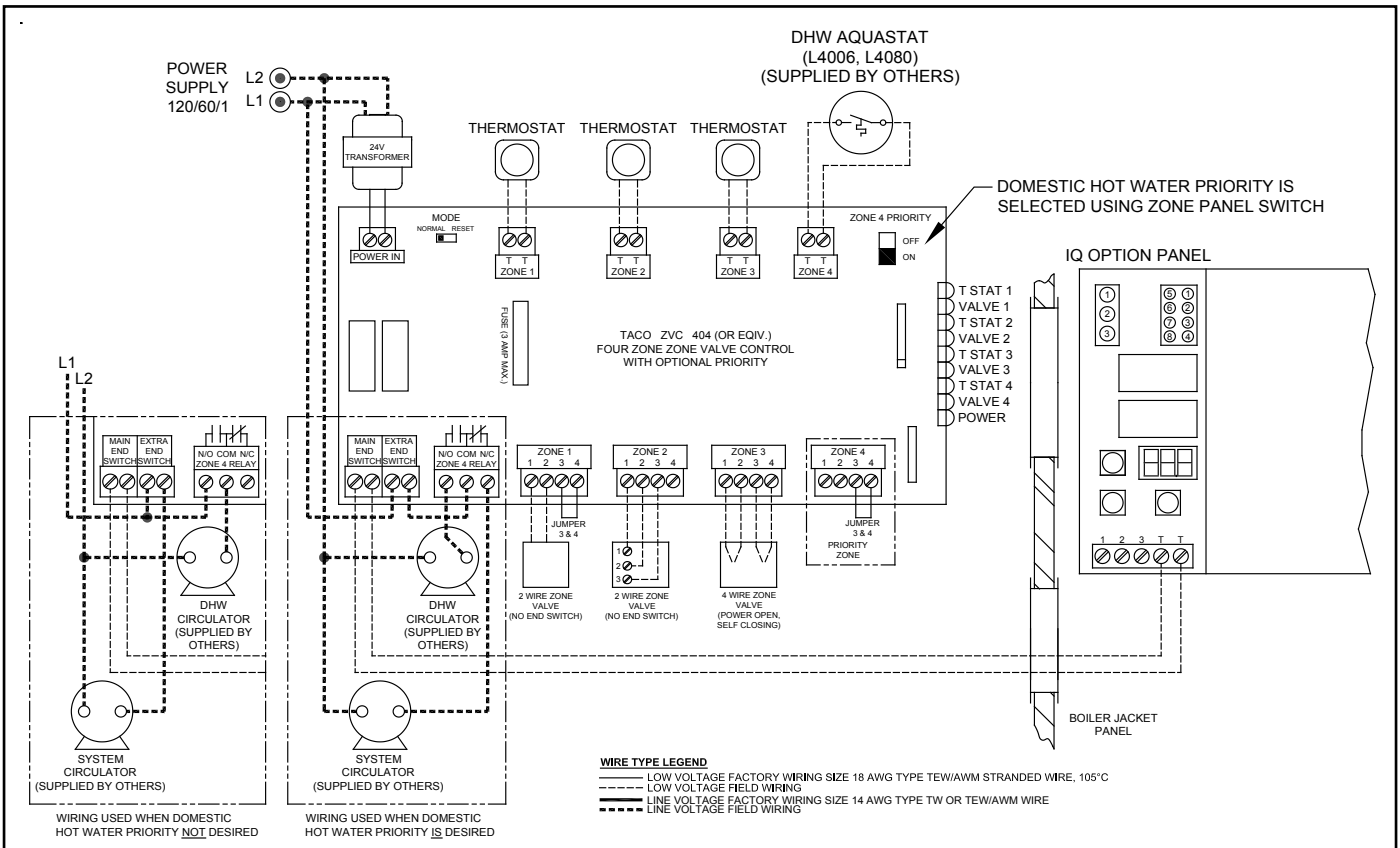 POWER
SUPPLY
120/60/1
L2
L1
24V
TRANSFORMER
THERMOSTAT
THERMOSTAT
THERMOSTAT
DHW AQUASTAT
(L4006, L4080)
(SUPPLIED BY OTHERS)
DOMESTIC HOT WATER PRIORITY IS
SELECTED USING ZONE PANEL SWITCH
MODE
NORMAL RESET
POWER IN
T T
ZONE 1
T T
ZONE 2
T T
ZONE 3
T T
ZONE 4
ZONE 4 PRIORITY
OFF
ON
IQ OPTION PANEL
1
2
3
5 1
6 2
7 3
8 4
1 2 3 T T
FUSE (3 AMP MAX.)
TACO ZVC 404 (OR EQIV.)
FOUR ZONE ZONE VALVE CONTROL
WITH OPTIONAL PRIORITY
T STAT 1
VALVE 1
T STAT 2
VALVE 2
T STAT 3
VALVE 3
T STAT 4
VALVE 4
POWER
L1
L2
MAIN
END
SWITCH
EXTRA
END
SWITCH
N/O COM N/C
ZONE 4 RELAY
DHW
CIRCULATOR
(SUPPLIED BY
OTHERS)
SYSTEM
CIRCULATOR
(SUPPLIED BY OTHERS)
WIRING USED WHEN DOMESTIC
HOT WATER PRIORITY NOT DESIRED
MAIN
END
SWITCH
EXTRA
END
SWITCH
N/O COM N/C
ZONE 4 RELAY
DHW
CIRCULATOR
(SUPPLIED BY
OTHERS)
SYSTEM
CIRCULATOR
(SUPPLIED BY OTHERS)
WIRING USED WHEN DOMESTIC
HOT WATER PRIORITY IS DESIRED
ZONE 1
1 2 3 4
JUMPER
3 & 4
2 WIRE ZONE
VALVE
(NO END SWITCH)
ZONE 2
1 2 3 4
1
2
3
2 WIRE ZONE
VALVE
(NO END SWITCH)
ZONE 3
1 2 3 4
4 WIRE ZONE
VALVE
(POWER OPEN,
SELF CLOSING)
ZONE 4
1 2 3 4
JUMPER
3 & 4
PRIORITY
ZONE
BOILER JACKET
PANEL
WIRE TYPE LEGEND
LOW VOLTAGE FACTORY WIRING SIZE 18 AWG TYPE TEW/AWM STRANDED WIRE, 105°C
LOW VOLTAGE FIELD WIRING
LINE VOLTAGE FACTORY WIRING SIZE 14 AWG TYPE TW OR TEW/AWM WIRE
LINE VOLTAGE FIELD WIRING